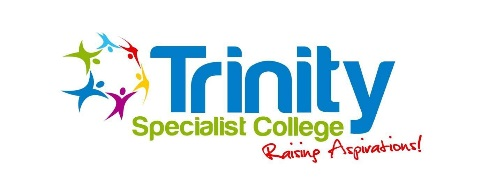 Trinity
Specialist College
Raising Aspirations!